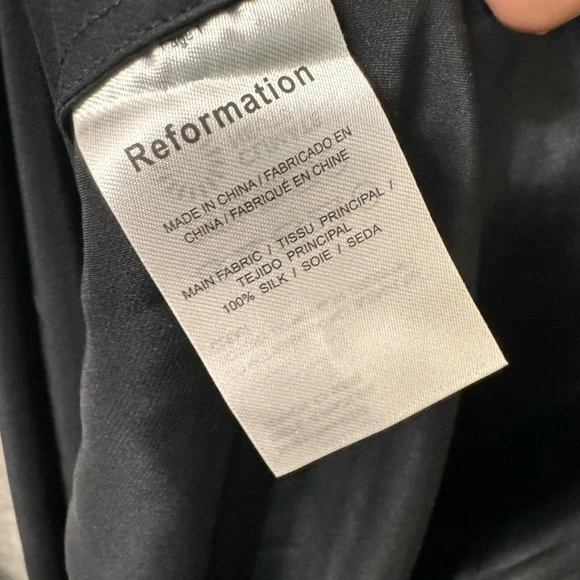 Reformation
MADE IN CHINA / FABRICADO EN
CHINA / FABRIQUÉ EN CHINE
MAIN FABRIC / TISSU PRINCIPAL /
TEJIDO PRINCIPAL
100% SILK / SOIE / SEDA